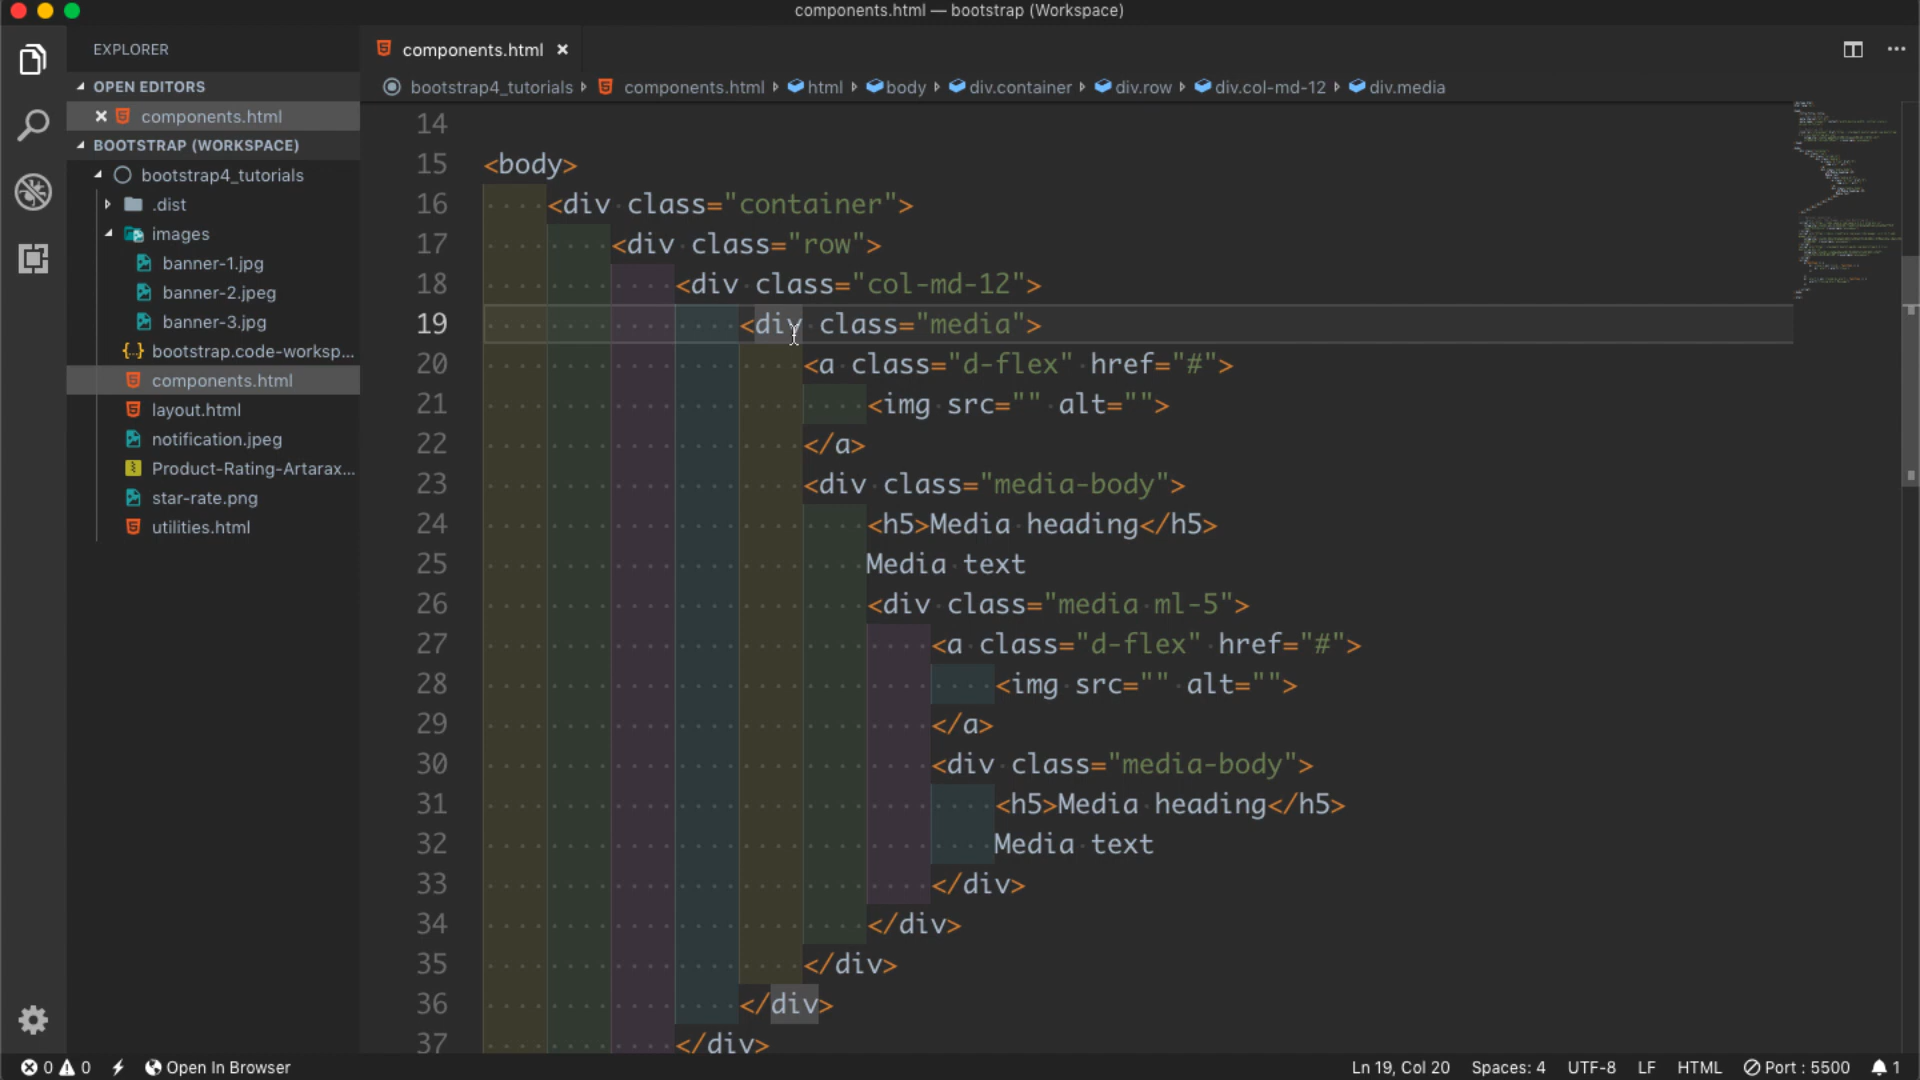 components.html — bootstrap (Workspace)
EXPLORER
OPEN EDITORS
components.html
BOOTSTRAP (WORKSPACE)
bootstrap4_tutorials
.dist
images
banner-1.jpg
banner-2.jpeg
banner-3.jpg
bootstrap.code-worksp...
components.html
layout.html
notification.jpeg
Product-Rating-Artarax...
star-rate.png
utilities.html
components.html
bootstrap4_tutorials components.html html body div.container div.row div.col-md-12 div.media
14
15 <body>
16 <div class="container">
17 <div class="row">
18 <div class="col-md-12">
19 <div class="media">
20 <a class="d-flex" href="#">
21 <img src="" alt="">
22 </a>
23 <div class="media-body">
24 <h5>Media heading</h5>
25 Media text
26 <div class="media ml-5">
27 <a class="d-flex" href="#">
28 <img src="" alt="">
29 </a>
30 <div class="media-body">
31 <h5>Media heading</h5>
32 Media text
33 </div>
34 </div>
35 </div>
36 </div>
37 </div>
0 0 Open In Browser
Ln 19, Col 20 Spaces: 4 UTF-8 LF HTML Port : 5500 1